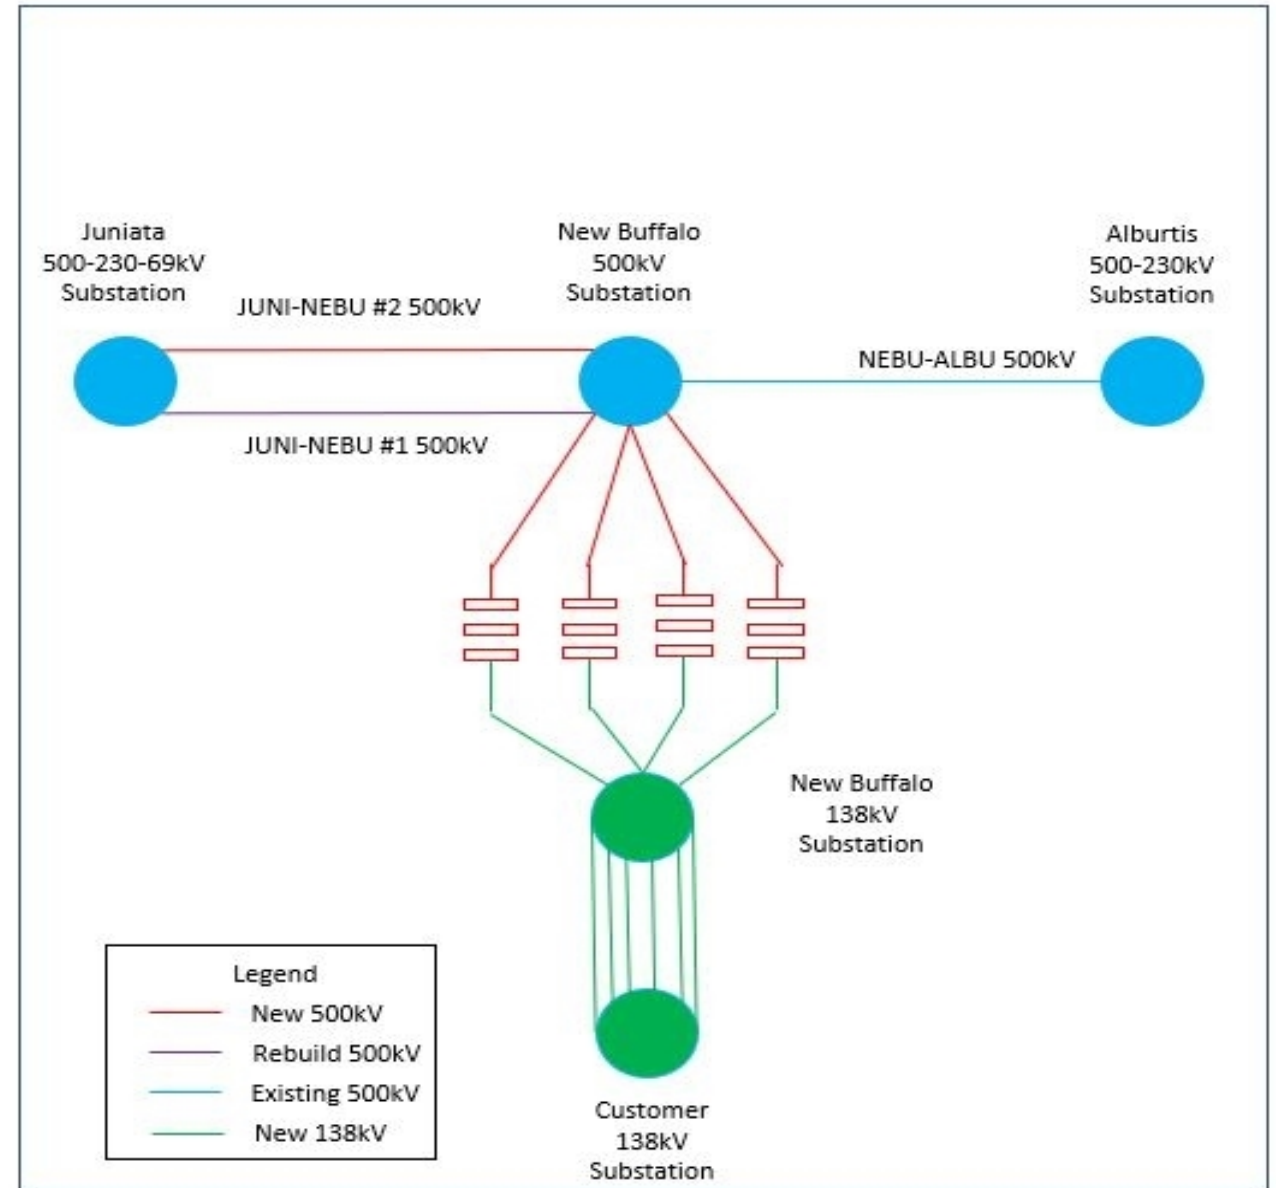 Juniata
500-230-69kV
Substation
New Buffalo
500kV
Substation
Alburtis
500-230kV
Substation
JUNI-NEBU #2 500kV
NEBU-ALBU 500kV
JUNI-NEBU #1 500kV
New Buffalo
138kV
Substation
Legend
New 500kV
Rebuild 500kV
Existing 500kV
New 138kV
Customer
138kV
Substation